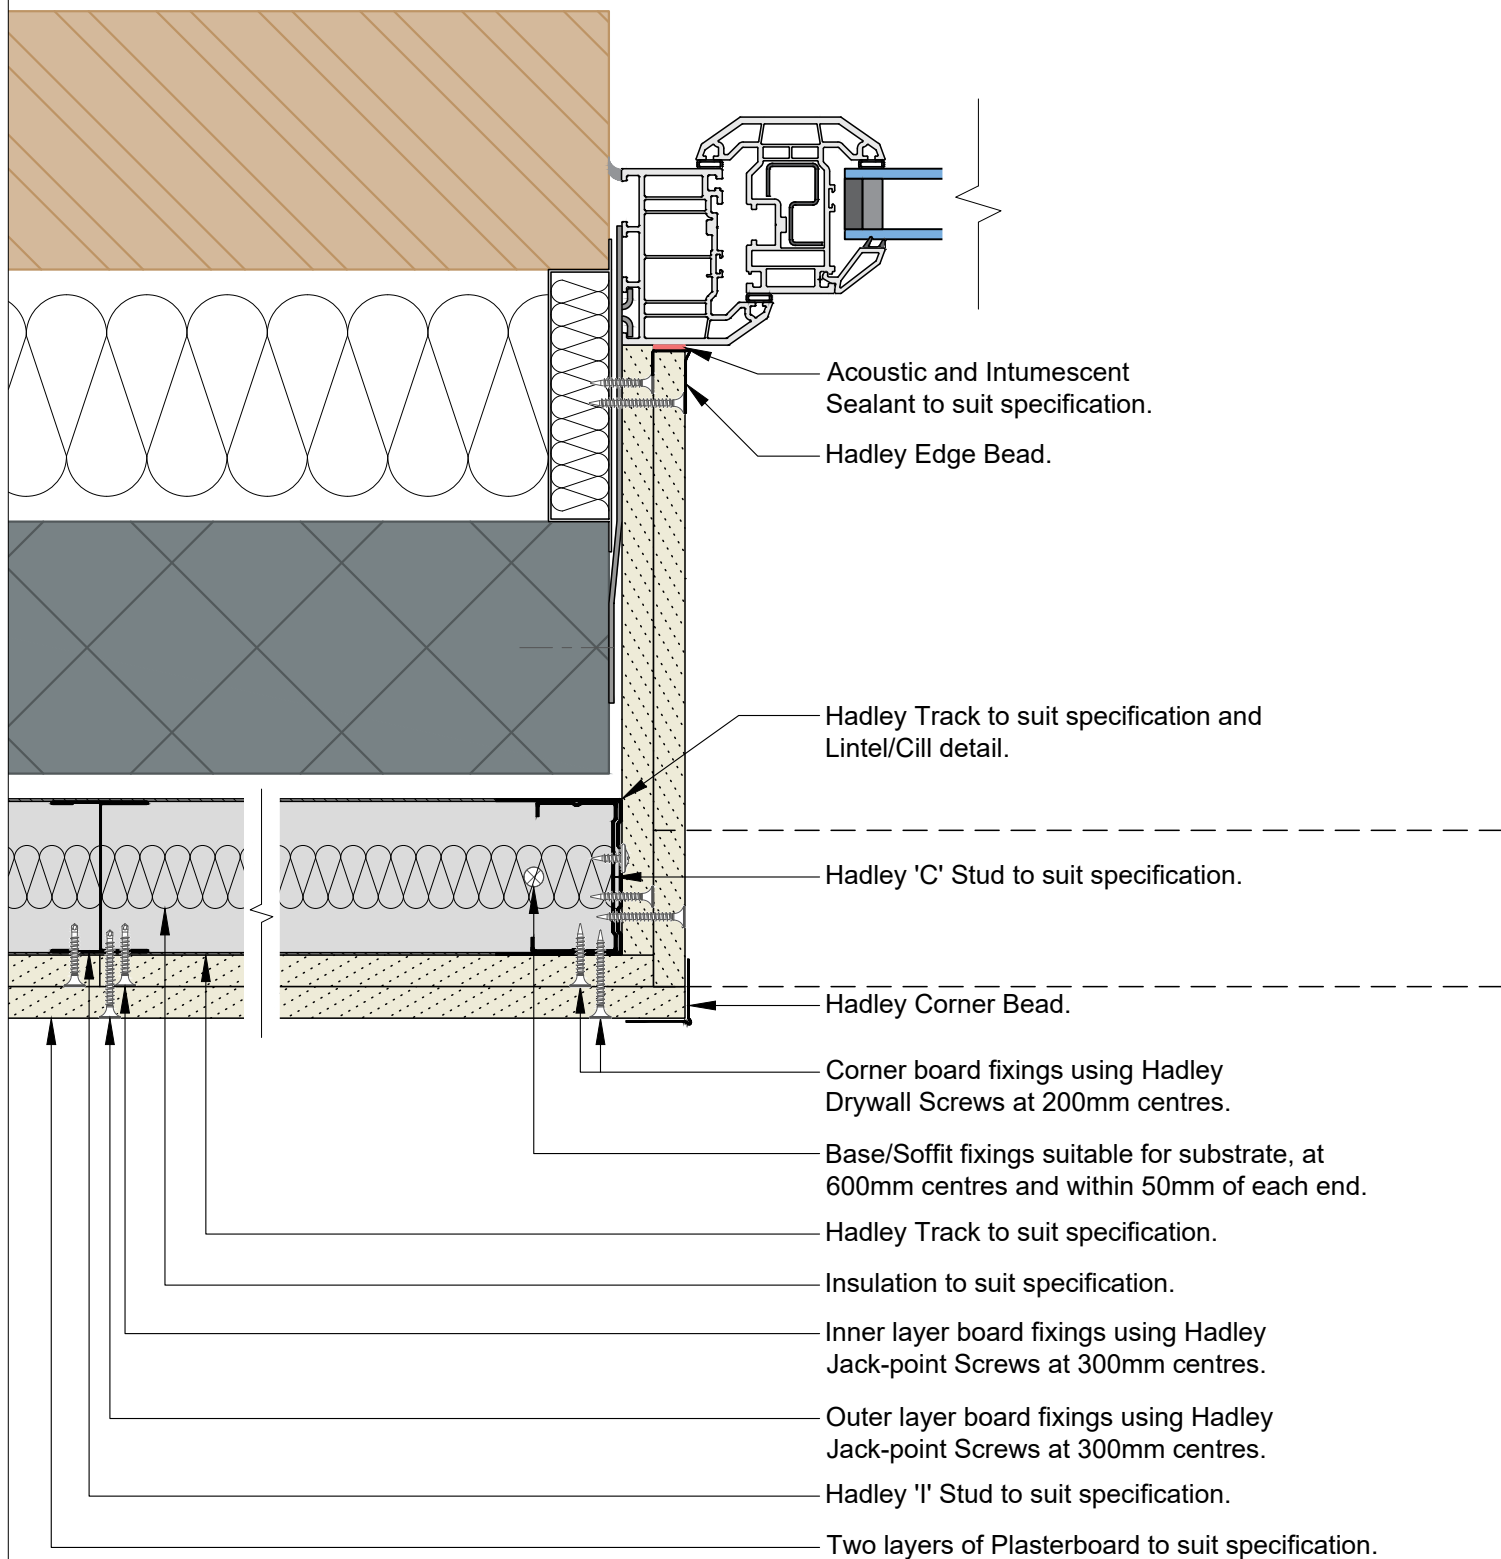 Acoustic and Intumescent
Sealant to suit specification.
Hadley Edge Bead.
Hadley Track to suit specification and
Lintel/Cill detail.
Hadley 'C' Stud to suit specification.
Hadley Corner Bead.
Corner board fixings using Hadley
Drywall Screws at 200mm centres.
Base/Soffit fixings suitable for substrate, at
600mm centres and within 50mm of each end.
Hadley Track to suit specification.
Insulation to suit specification.
Inner layer board fixings using Hadley
Jack-point Screws at 300mm centres.
Outer layer board fixings using Hadley
Jack-point Screws at 300mm centres.
Hadley 'I' Stud to suit specification.
Two layers of Plasterboard to suit specification.